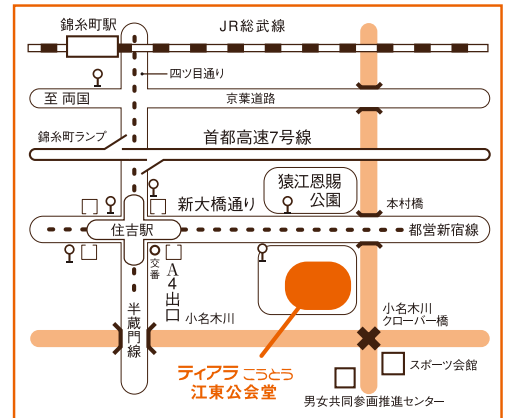 錦糸町駅
JR総武線
四ツ目通り
至 両国
京葉道路
錦糸町ランプ
首都高速7号線
猿江恩賜
公園
新大橋通り
本村橋
住吉駅
都営新宿線
交番
A4出口
半蔵門線
小名木川
小名木川
クローバー橋
ティアラこうとう
江東公会堂
スポーツ会館
男女共同参画推進センター